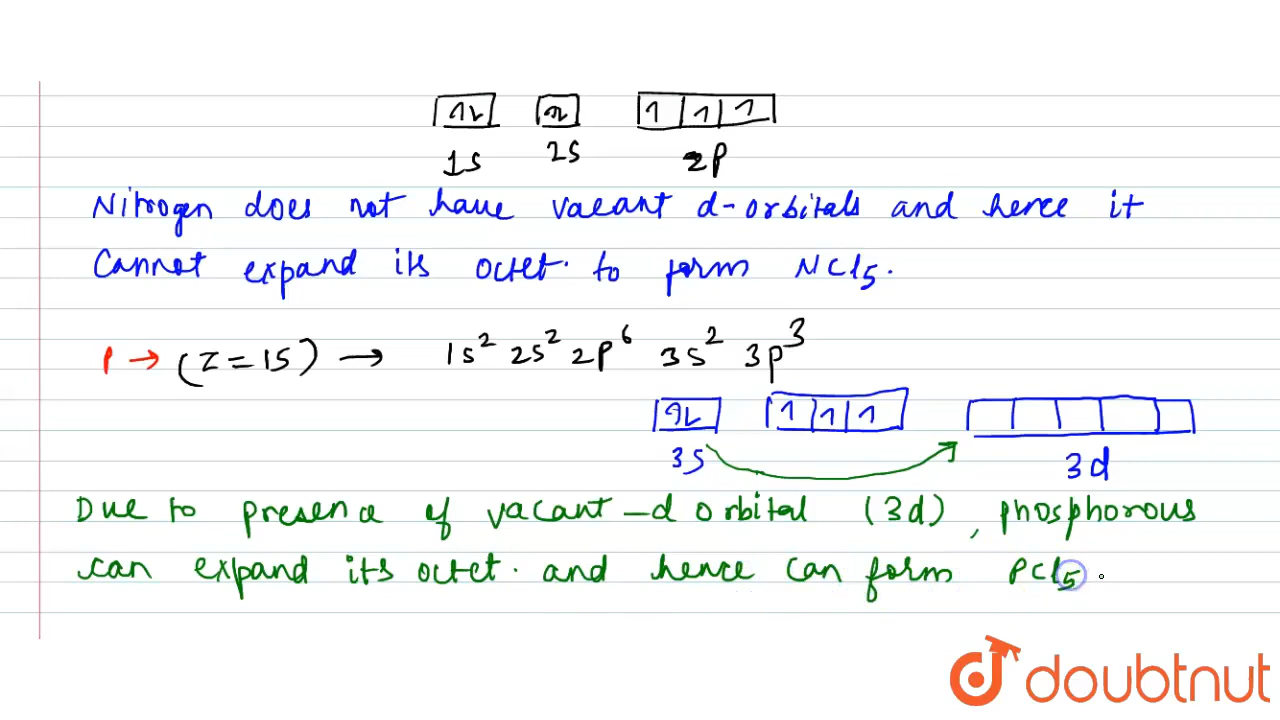 1s 2s 2p
Nitrogen does not have vacant d-orbitals and hence it
cannot expand its octet. to form NCl5.
P → (Z = 15) → 1s² 2s² 2p⁶ 3s² 3p³
3s 3d
Due to presence of vacant -d orbital (3d), phosphorous
can expand its octet. and hence can form PCl5.
doubtnut